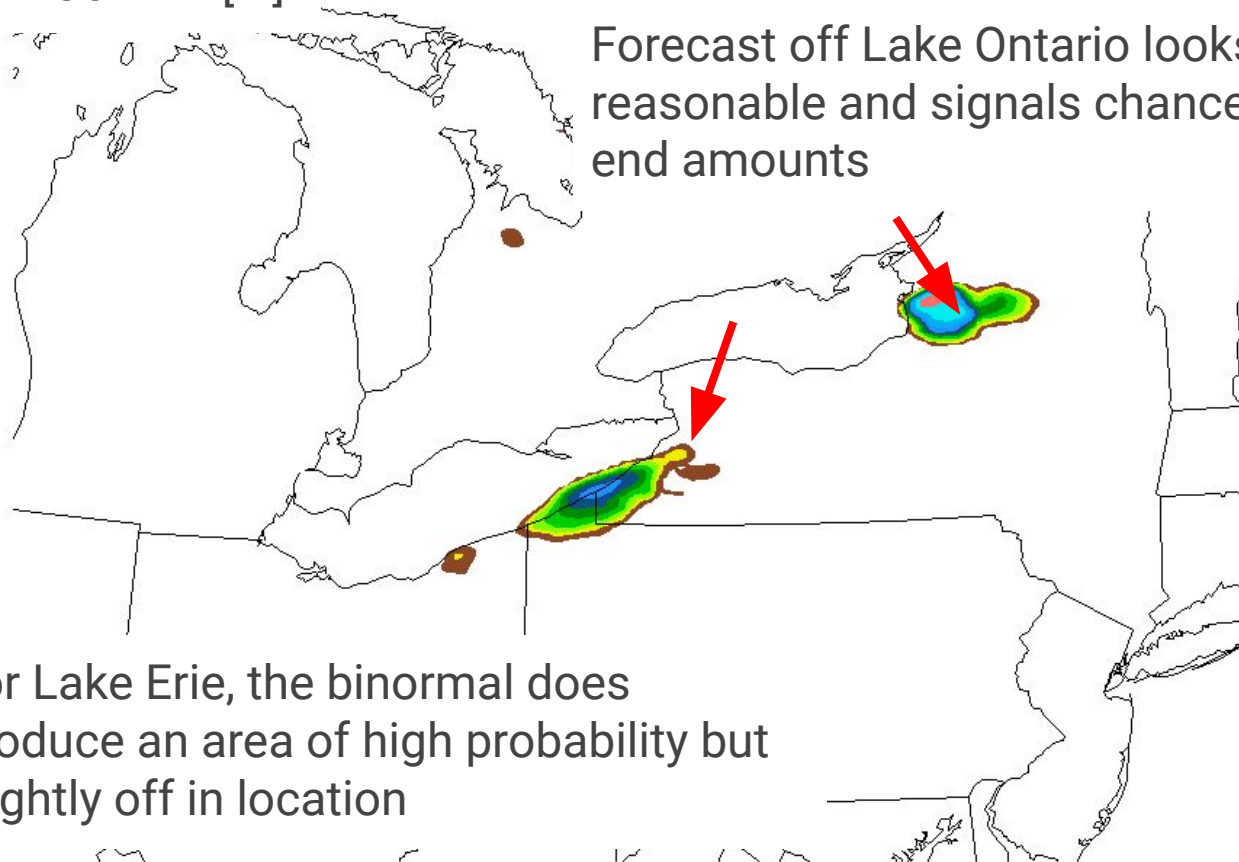 Forecast off Lake Ontario looks
reasonable and signals chance
end amounts
or Lake Erie, the binormal does
oduce an area of high probability but
ghtly off in location